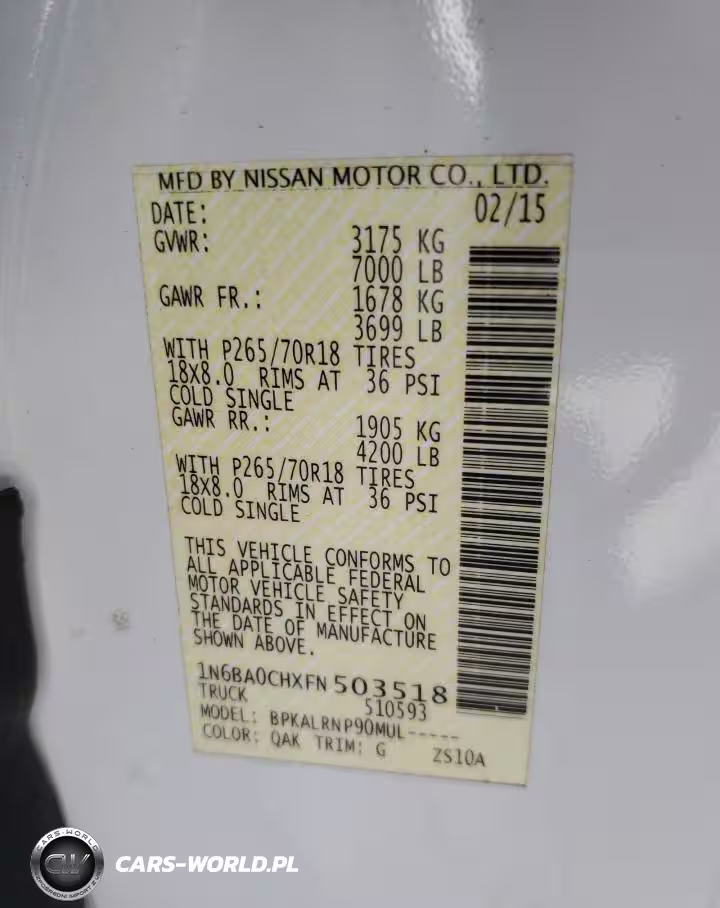 MFD BY NISSAN MOTOR CO., LTD.
DATE: 02/15
GVWR: 3175 KG
7000 LB
GAWR FR.: 1678 KG
3699 LB
WITH P265/70R18 TIRES
18X8.0 RIMS AT 36 PSI
COLD SINGLE
GAWR RR.: 1905 KG
4200 LB
WITH P265/70R18 TIRES
18X8.0 RIMS AT 36 PSI
COLD SINGLE
THIS VEHICLE CONFORMS TO
ALL APPLICABLE FEDERAL
MOTOR VEHICLE SAFETY
STANDARDS IN EFFECT ON
THE DATE OF MANUFACTURE
SHOWN ABOVE.
1N6BA0CHXFN503518
TRUCK 510593
MODEL: BPKALRNP90MUL-----
COLOR: QAK TRIM: G ZS10A
CARS-WORLD
CW
CARS-WORLD.PL